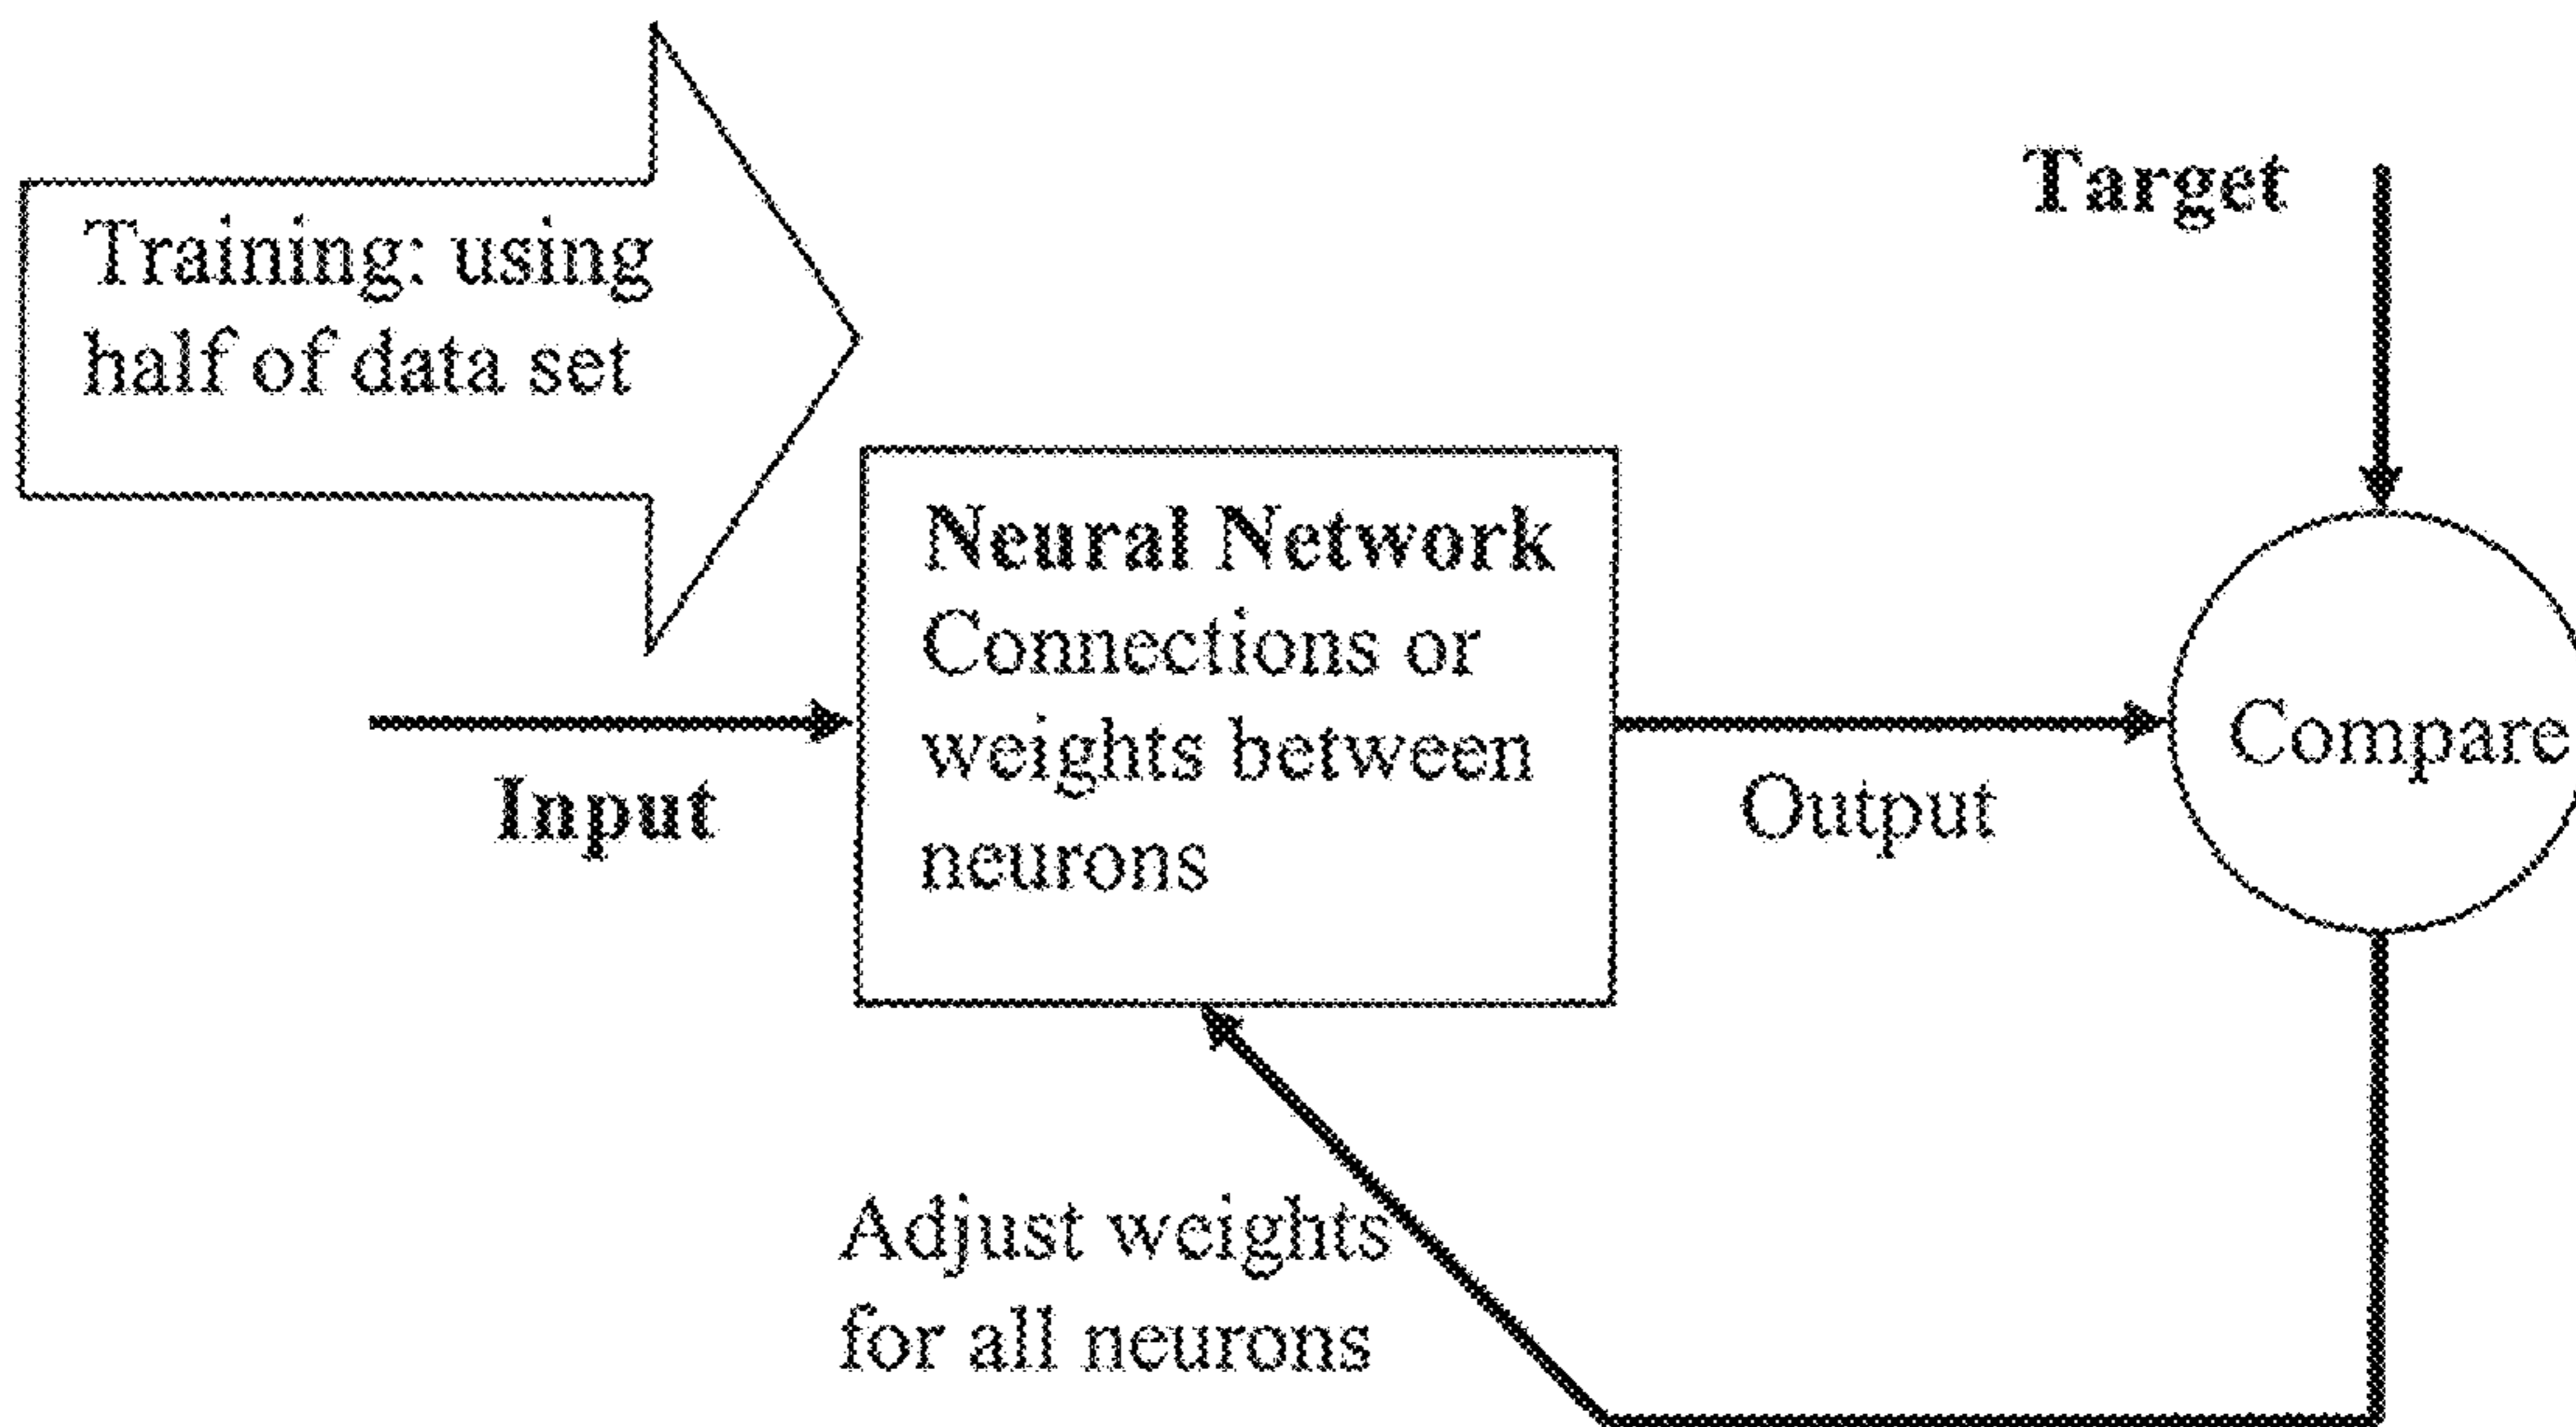 Training: using
half of data set
Target
Neural Network
Connections or
weights between
neurons
Input
Output
Compare
Adjust weights
for all neurons